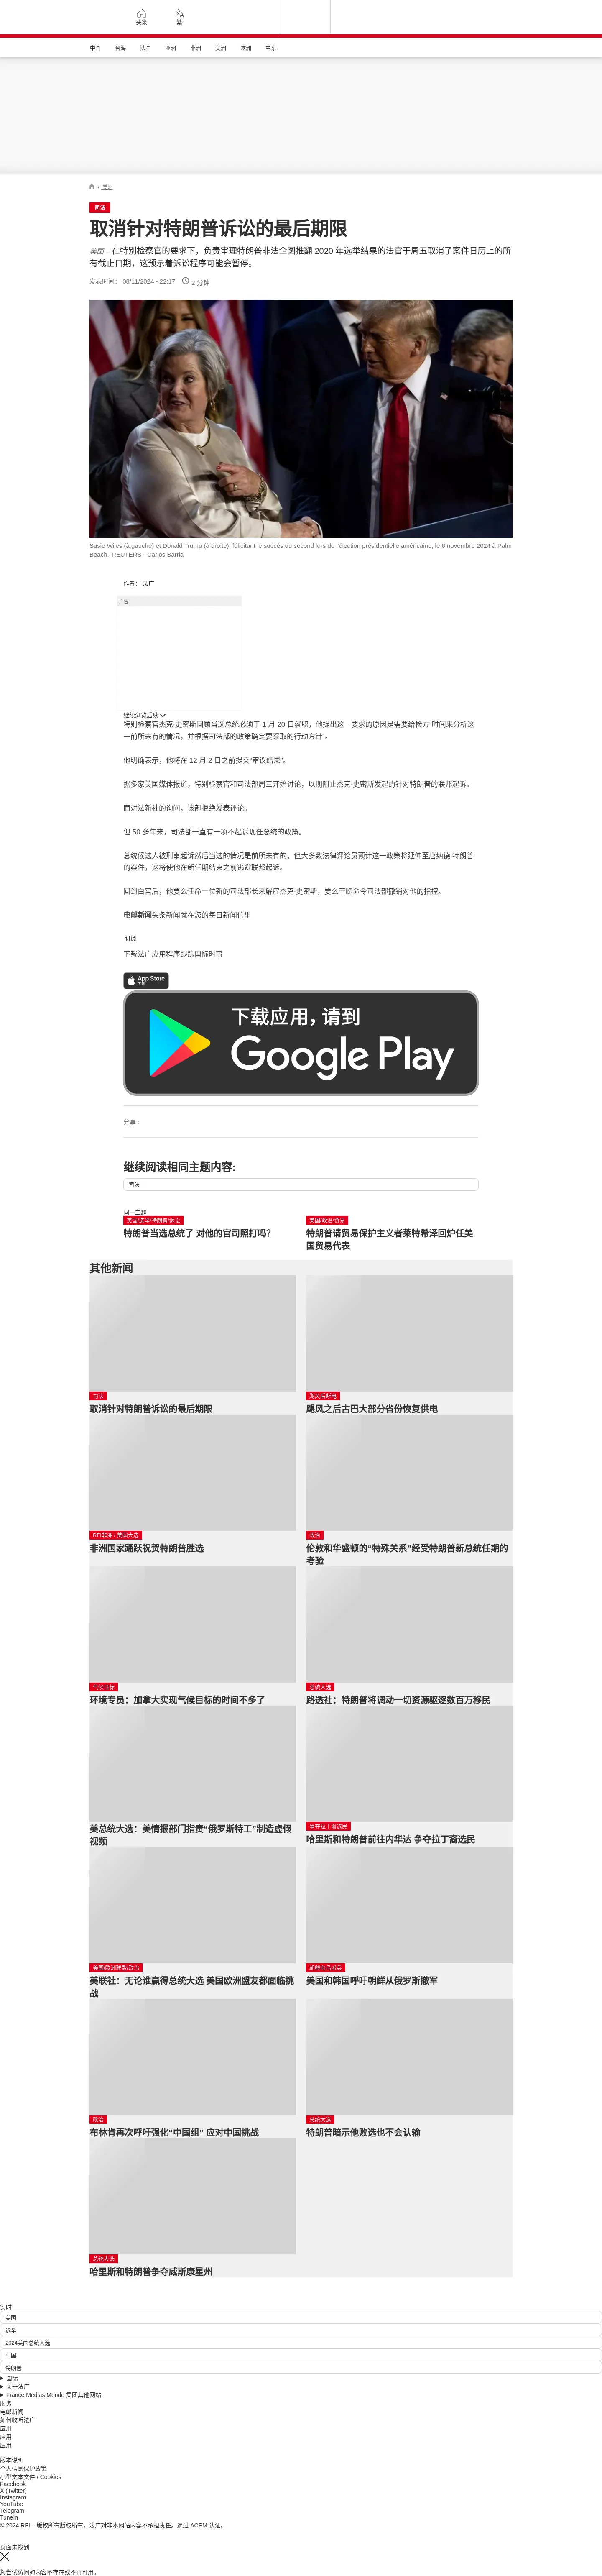 头条
繁
中国
台海
法国
亚洲
非洲
美洲
欧洲
中东
/ 美洲
司法
取消针对特朗普诉讼的最后期限
美国 – 在特别检察官的要求下，负责审理特朗普非法企图推翻 2020 年选举结果的法官于周五取消了案件日历上的所
有截止日期，这预示着诉讼程序可能会暂停。
发表时间： 08/11/2024 - 22:17
2 分钟
Susie Wiles (à gauche) et Donald Trump (à droite), félicitant le succès du second lors de l'élection présidentielle américaine, le 6 novembre 2024 à Palm
Beach. REUTERS - Carlos Barria
作者： 法广
广告
继续浏览后续
特别检察官杰克·史密斯回顾当选总统必须于 1 月 20 日就职，他提出这一要求的原因是需要给检方“时间来分析这
一前所未有的情况，并根据司法部的政策确定要采取的行动方针”。
他明确表示，他将在 12 月 2 日之前提交“审议结果”。
据多家美国媒体报道，特别检察官和司法部周三开始讨论，以期阻止杰克·史密斯发起的针对特朗普的联邦起诉。
面对法新社的询问，该部拒绝发表评论。
但 50 多年来，司法部一直有一项不起诉现任总统的政策。
总统候选人被刑事起诉然后当选的情况是前所未有的，但大多数法律评论员预计这一政策将延伸至唐纳德·特朗普
的案件，这将使他在新任期结束之前逃避联邦起诉。
回到白宫后，他要么任命一位新的司法部长来解雇杰克·史密斯，要么干脆命令司法部撤销对他的指控。
电邮新闻头条新闻就在您的每日新闻信里
订阅
下载法广应用程序跟踪国际时事
App Store
下载
下载应用，请到
Google Play
分享 :
继续阅读相同主题内容:
司法
同一主题
美国/选举/特朗普/诉讼
特朗普当选总统了 对他的官司照打吗？
美国/政治/贸易
特朗普请贸易保护主义者莱特希泽回炉任美
国贸易代表
其他新闻
司法
取消针对特朗普诉讼的最后期限
飓风后断电
飓风之后古巴大部分省份恢复供电
RFI非洲 / 美国大选
非洲国家踊跃祝贺特朗普胜选
政治
伦敦和华盛顿的“特殊关系”经受特朗普新总统任期的
考验
气候目标
环境专员：加拿大实现气候目标的时间不多了
总统大选
路透社：特朗普将调动一切资源驱逐数百万移民
美总统大选：美情报部门指责“俄罗斯特工”制造虚假
视频
争夺拉丁裔选民
哈里斯和特朗普前往内华达 争夺拉丁裔选民
美国/欧洲联盟/政治
美联社：无论谁赢得总统大选 美国欧洲盟友都面临挑
战
朝鲜向乌派兵
美国和韩国呼吁朝鲜从俄罗斯撤军
政治
布林肯再次呼吁强化“中国组” 应对中国挑战
总统大选
特朗普暗示他败选也不会认输
总统大选
哈里斯和特朗普争夺威斯康星州
实时
美国
选举
2024美国总统大选
中国
特朗普
国际
关于法广
France Médias Monde 集团其他网站
服务
电邮新闻
如何收听法广
应用
应用
应用
版本说明
个人信息保护政策
小型文本文件 / Cookies
Facebook
X (Twitter)
Instagram
YouTube
Telegram
TuneIn
© 2024 RFI – 版权所有版权所有。法广对非本网站内容不承担责任。通过 ACPM 认证。
页面未找到
您尝试访问的内容不存在或不再可用。